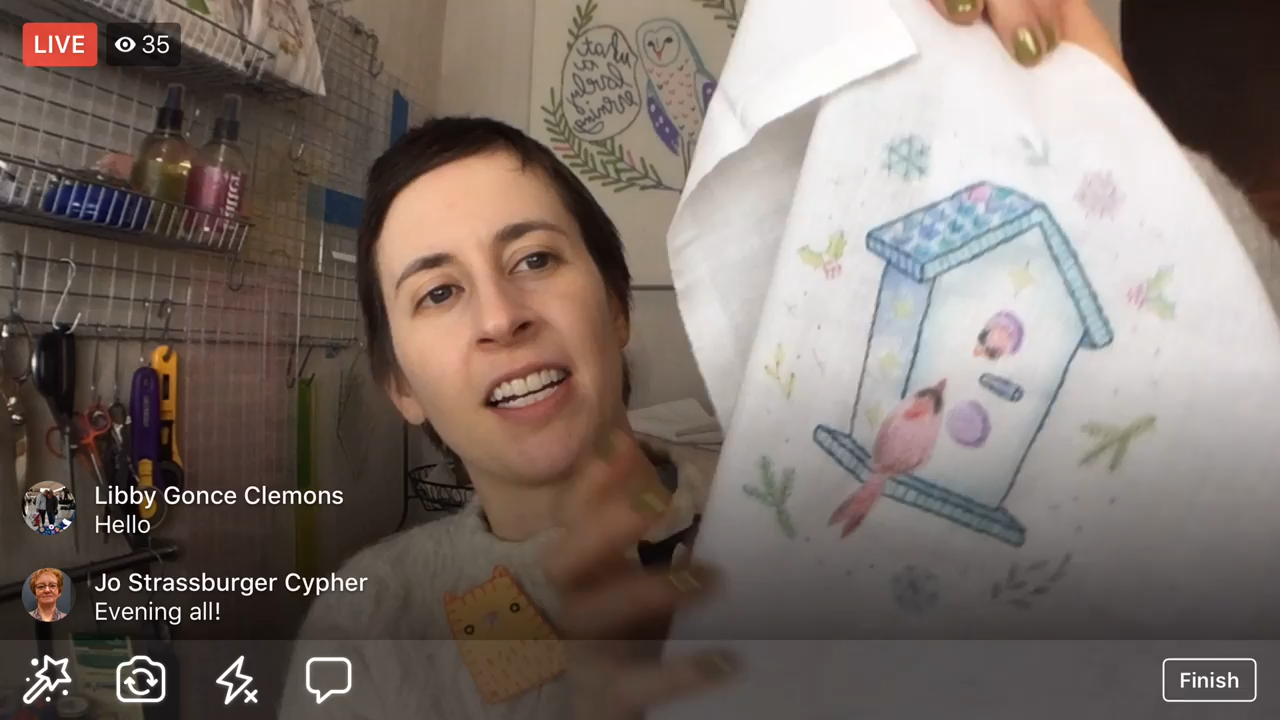 LIVE
35
Libby Gonce Clemons
Hello
Jo Strassburger Cypher
Evening all!
Finish